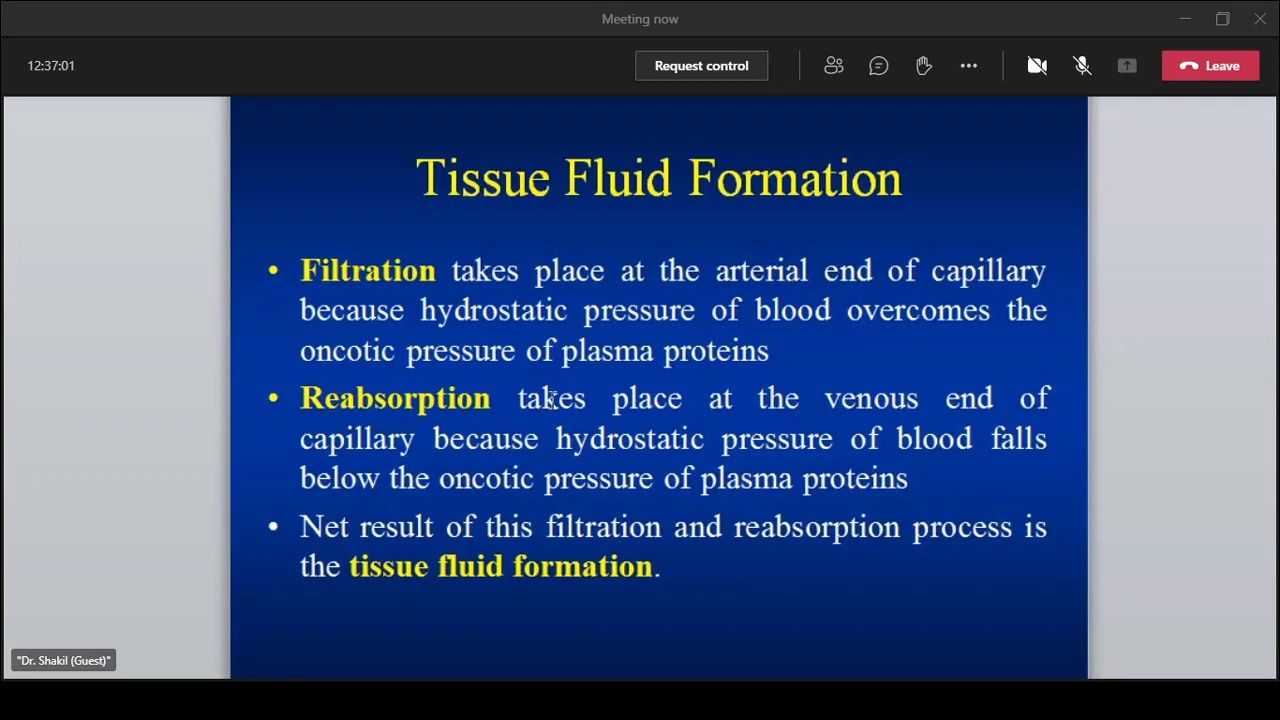 Meeting now
12:37:01
Request control
Leave
Tissue Fluid Formation
• Filtration takes place at the arterial end of capillary
because hydrostatic pressure of blood overcomes the
oncotic pressure of plasma proteins
• Reabsorption takes place at the venous end of
capillary because hydrostatic pressure of blood falls
below the oncotic pressure of plasma proteins
• Net result of this filtration and reabsorption process is
the tissue fluid formation.
"Dr. Shakil (Guest)"